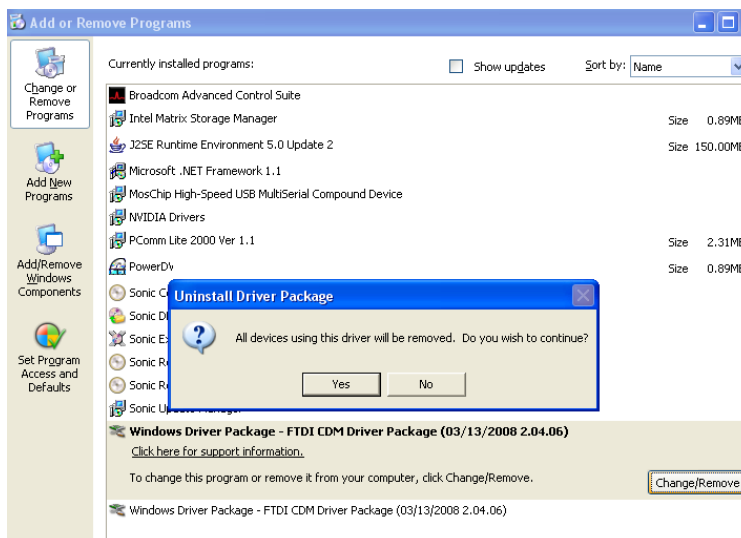 Add or Remove Programs
Change or
Remove
Programs
Add New
Programs
Add/Remove
Windows
Components
Set Program
Access and
Defaults
Currently installed programs:
Show updates
Sort by:
Name
Broadcom Advanced Control Suite
Intel Matrix Storage Manager
Size 0.89MB
J2SE Runtime Environment 5.0 Update 2
Size 150.00MB
Microsoft .NET Framework 1.1
MosChip High-Speed USB MultiSerial Compound Device
NVIDIA Drivers
PComm Lite 2000 Ver 1.1
Size 2.31MB
Size 0.89MB
Sonic
Uninstall Driver Package
Sonic
All devices using this driver will be removed. Do you wish to continue?
Sonic
Sonic
Sonic
Yes
No
Sonic
Windows Driver Package - FTDI CDM Driver Package (03/13/2008 2.04.06)
Click here for support information.
To change this program or remove it from your computer, click Change/Remove.
Change/Remove
Windows Driver Package - FTDI CDM Driver Package (03/13/2008 2.04.06)